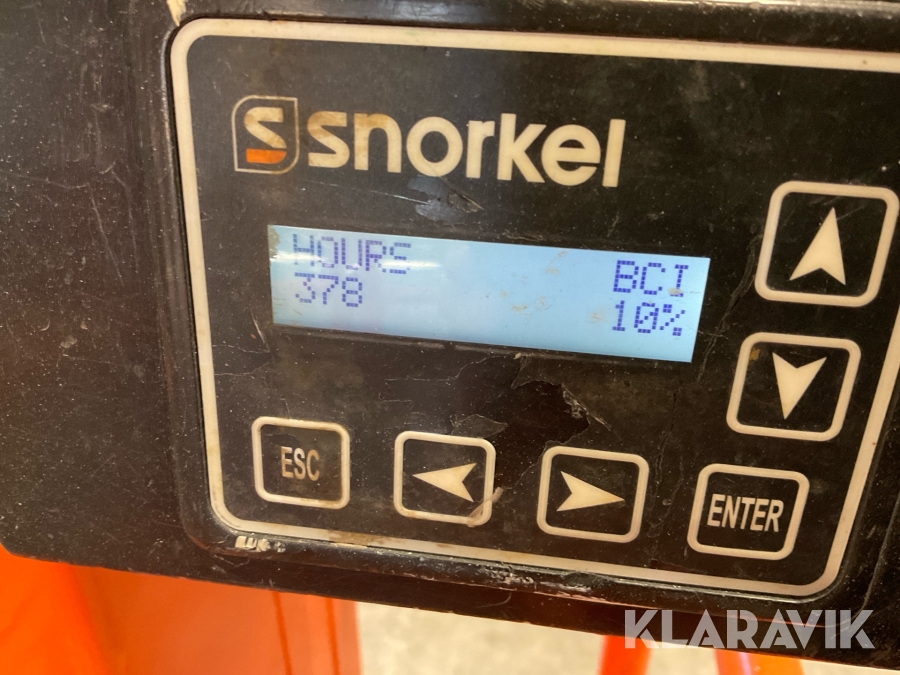 snorkel
HOURS
378
BCI
10%
ESC
ENTER
KLARAVIK